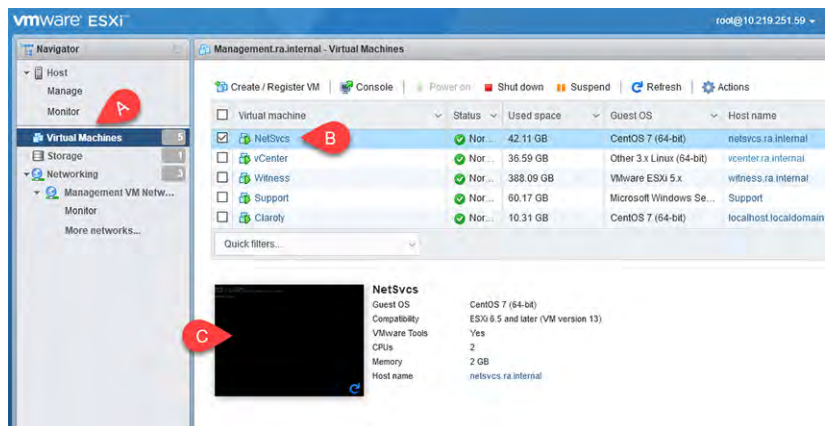 vmware ESXi
root@10.219.251.59
Navigator
Management.ra.internal - Virtual Machines
Host
Manage
Monitor
A
Virtual Machines 5
Storage 1
Networking 3
Management VM Netw...
Monitor
More networks...
Create / Register VM Console Power on Shut down Suspend Refresh Actions
Virtual machine Status Used space Guest OS Host name
NetSvcs B Nor... 42.11 GB CentOS 7 (64-bit) netsvcs.ra.internal
vCenter Nor... 36.59 GB Other 3.x Linux (64-bit) vcenter.ra.internal
Witness Nor... 388.09 GB VMware ESXi 5.x witness.ra.internal
Support Nor... 60.17 GB Microsoft Windows Se... Support
Claroty Nor... 10.31 GB CentOS 7 (64-bit) localhost.localdomain
Quick filters...
C
NetSvcs
Guest OS CentOS 7 (64-bit)
Compatibility ESXi 6.5 and later (VM version 13)
VMware Tools Yes
CPUs 2
Memory 2 GB
Host name netsvcs.ra.internal